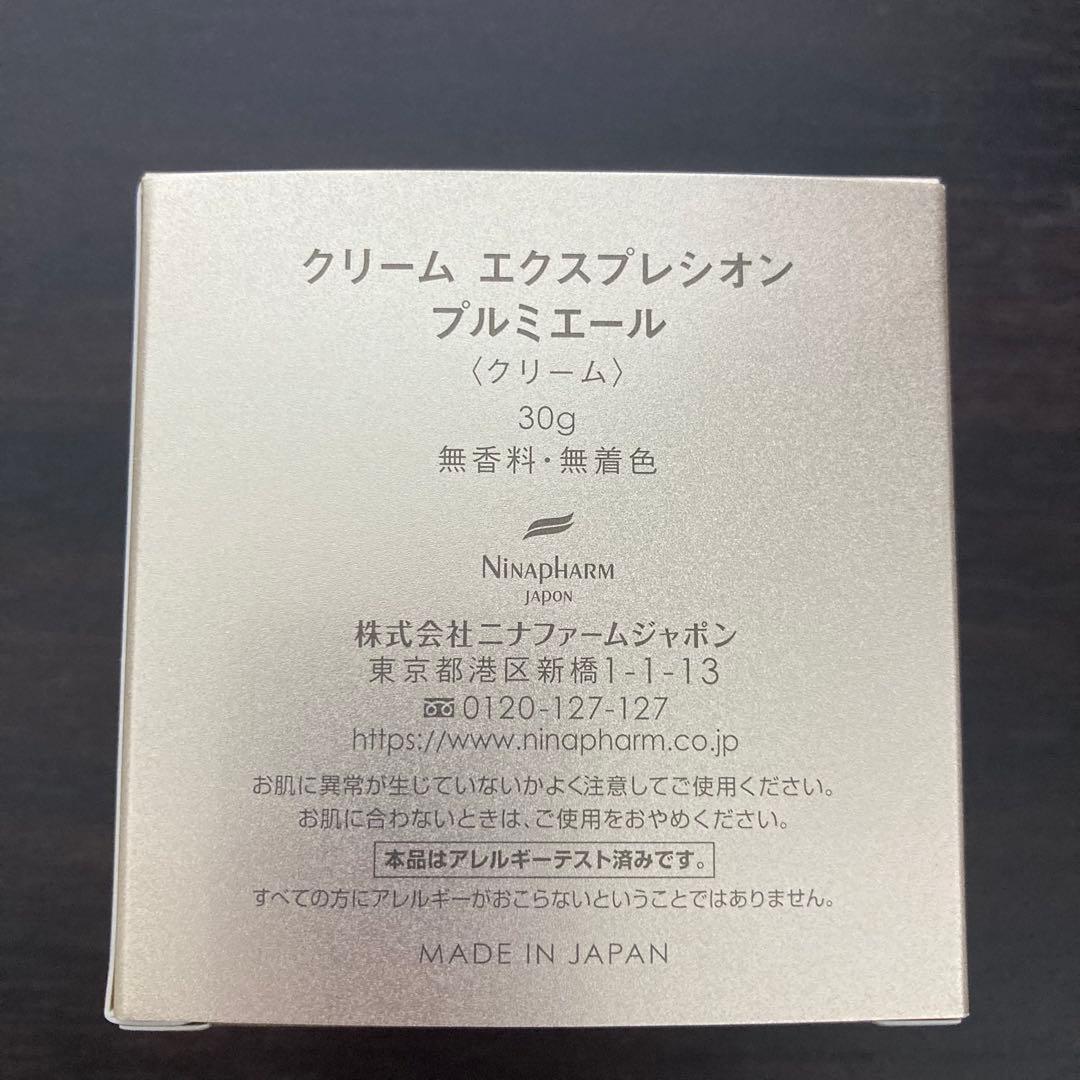 クリーム エクスプレシオン
プルミエール
〈クリーム〉
30g
無香料・無着色
NINAPHARM
JAPON
株式会社ニナファームジャポン
東京都港区新橋1-1-13
0120-127-127
https://www.ninapharm.co.jp
お肌に異常が生じていないかよく注意してご使用ください。
お肌に合わないときは、ご使用をおやめください。
本品はアレルギーテスト済みです。
すべての方にアレルギーがおこらないということではありません。
MADE IN JAPAN